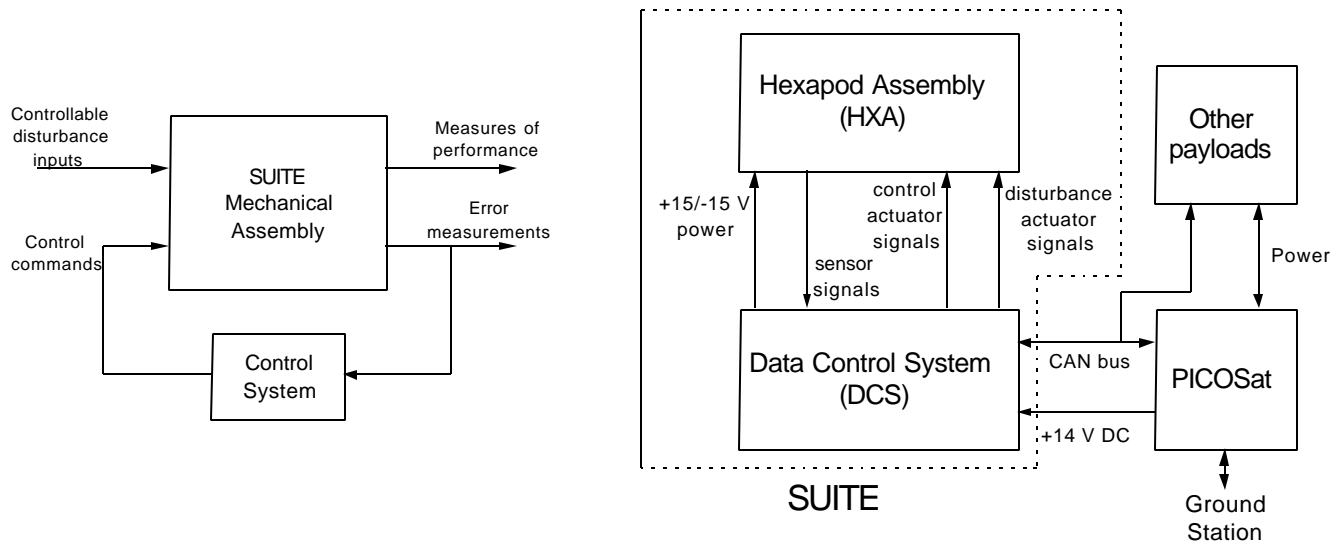 Controllable
disturbance
inputs
SUITE
Mechanical
Assembly
Measures of
performance
Error
measurements
Control
commands
Control
System
Hexapod Assembly
(HXA)
Other
payloads
+15/-15 V
power
sensor
signals
control
actuator
signals
disturbance
actuator
signals
Power
Data Control System
(DCS)
CAN bus
PICOSat
+14 V DC
SUITE
Ground
Station